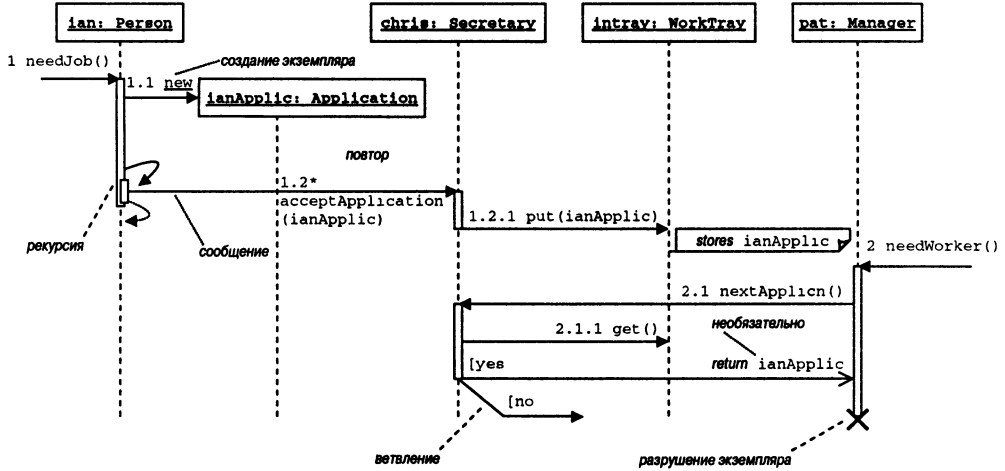 ian: Person
chris: Secretary
intray: WorkTray
pat: Manager
1 needJob()
создание экземпляра
1.1 new
ianApplic: Application
повтор
1.2*
acceptApplication
(ianApplic)
1.2.1 put(ianApplic)
рекурсия
сообщение
stores ianApplic
2 needWorker()
2.1 nextApplicn()
2.1.1 get()
необязательно
[yes
return ianApplic
[no
ветвление
разрушение экземпляра